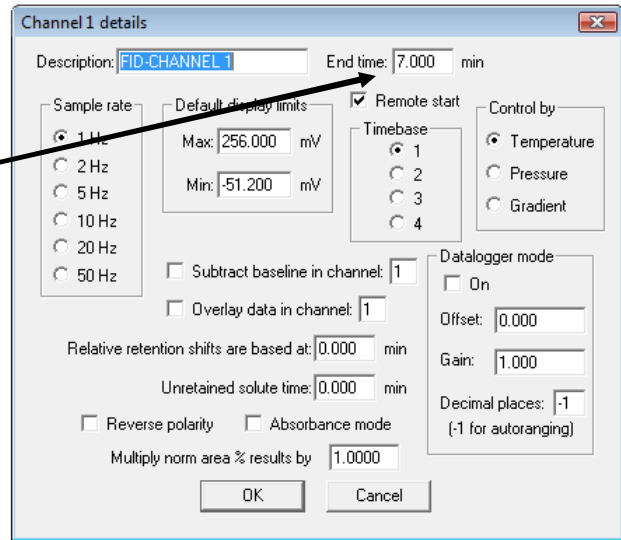 Channel 1 details
Description: FID-CHANNEL 1 End time: 7.000 min
Sample rate
1 Hz
2 Hz
5 Hz
10 Hz
20 Hz
50 Hz
Default display limits
Max: 256.000 mV
Min: -51.200 mV
Remote start
Timebase
1
2
3
4
Control by
Temperature
Pressure
Gradient
Subtract baseline in channel: 1
Overlay data in channel: 1
Relative retention shifts are based at: 0.000 min
Unretained solute time: 0.000 min
Reverse polarity Absorbance mode
Multiply norm area % results by 1.0000
Datalogger mode
On
Offset: 0.000
Gain: 1.000
Decimal places: -1
(-1 for autoranging)
OK Cancel